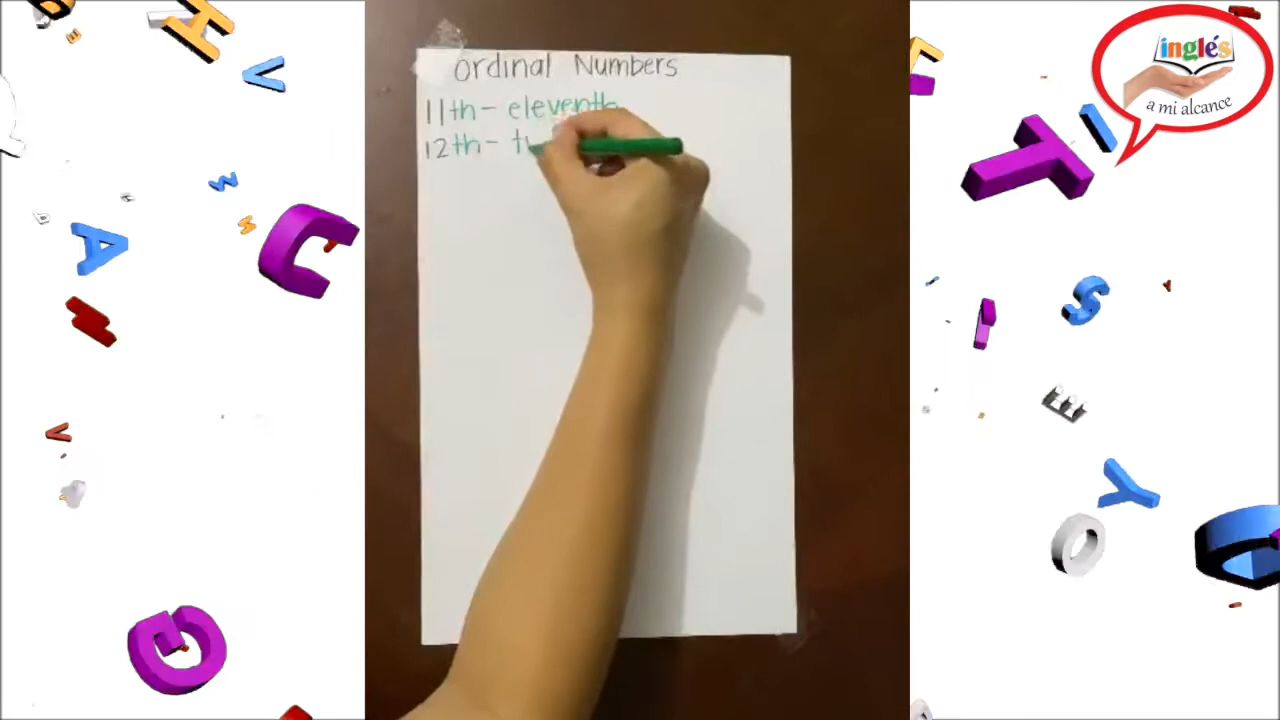 Ordinal Numbers
11th - eleventh
12th -
inglés
a mi alcance